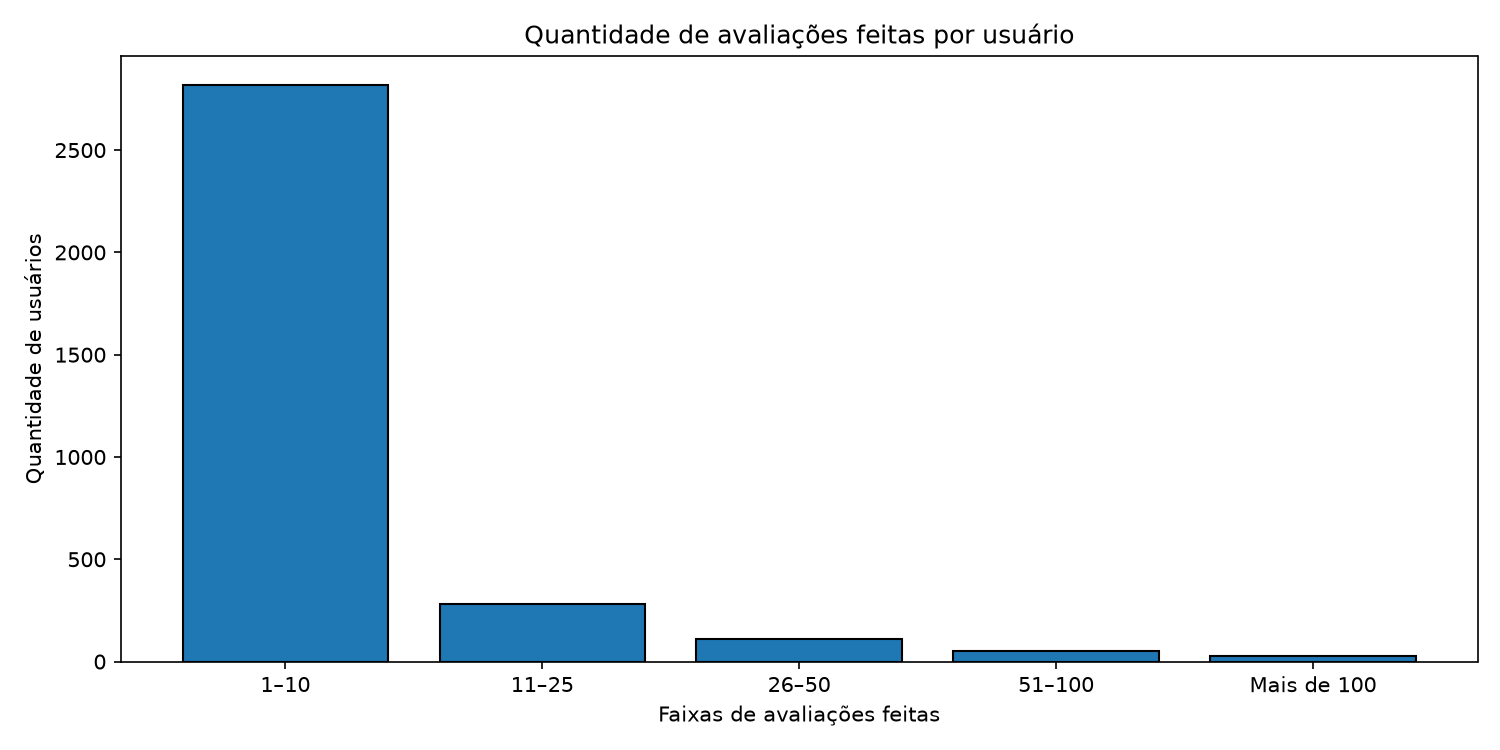 Quantidade de avaliações feitas por usuário
Quantidade de usuários
2500
2000
1500
1000
500
0
1–10
11–25
26–50
51–100
Mais de 100
Faixas de avaliações feitas